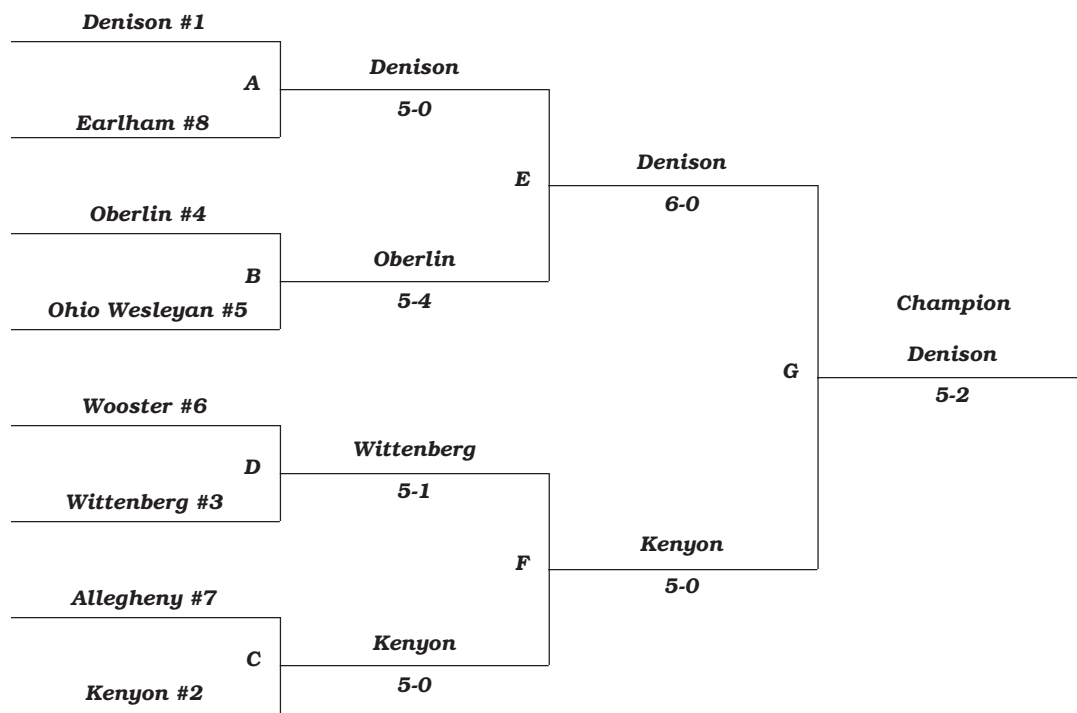 Denison #1
A
Earlham #8
Denison
5-0
Oberlin #4
B
Ohio Wesleyan #5
Oberlin
5-4
E
Denison
6-0
Wooster #6
D
Wittenberg #3
Wittenberg
5-1
Allegheny #7
C
Kenyon #2
Kenyon
5-0
F
Kenyon
5-0
G
Champion
Denison
5-2